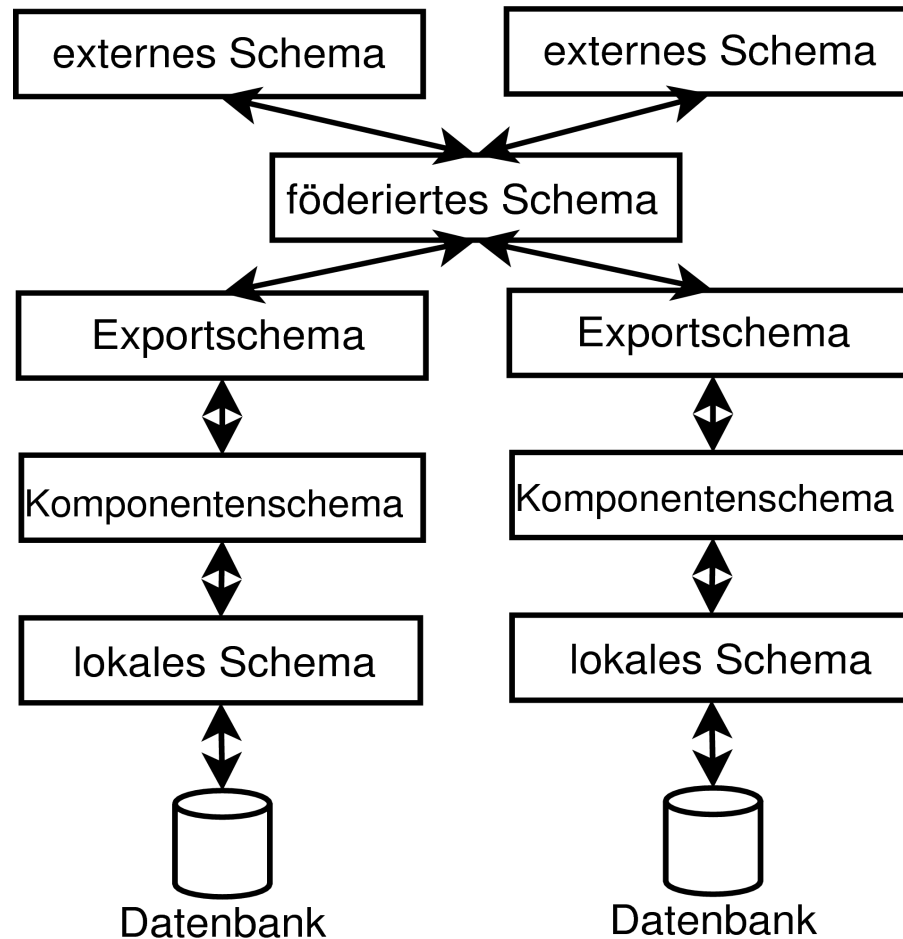 externes Schema
externes Schema
föderiertes Schema
Exportschema
Exportschema
Komponentenschema
Komponentenschema
lokales Schema
lokales Schema
Datenbank
Datenbank